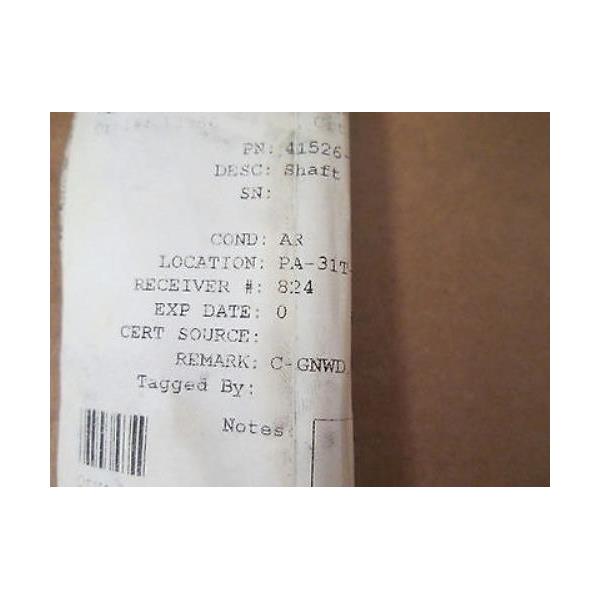 PN: 41526-
DESC: Shaft
SN:
COND: AR
LOCATION: PA-31T-
RECEIVER #: 824
EXP DATE: 0
CERT SOURCE:
REMARK: C-GNWD
Tagged By:
Notes